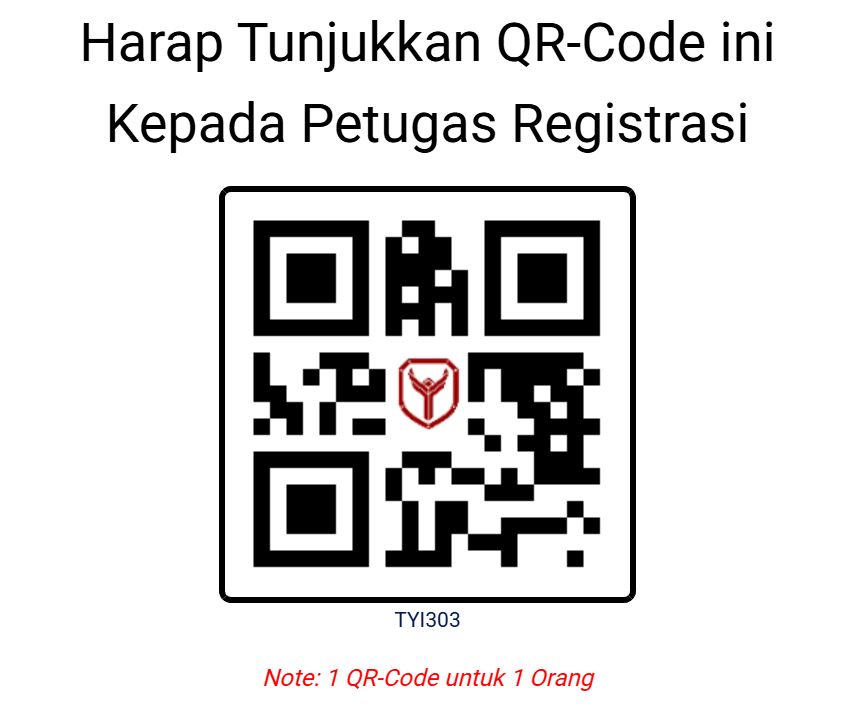 Harap Tunjukkan QR-Code ini
Kepada Petugas Registrasi
TYI303
Note: 1 QR-Code untuk 1 Orang